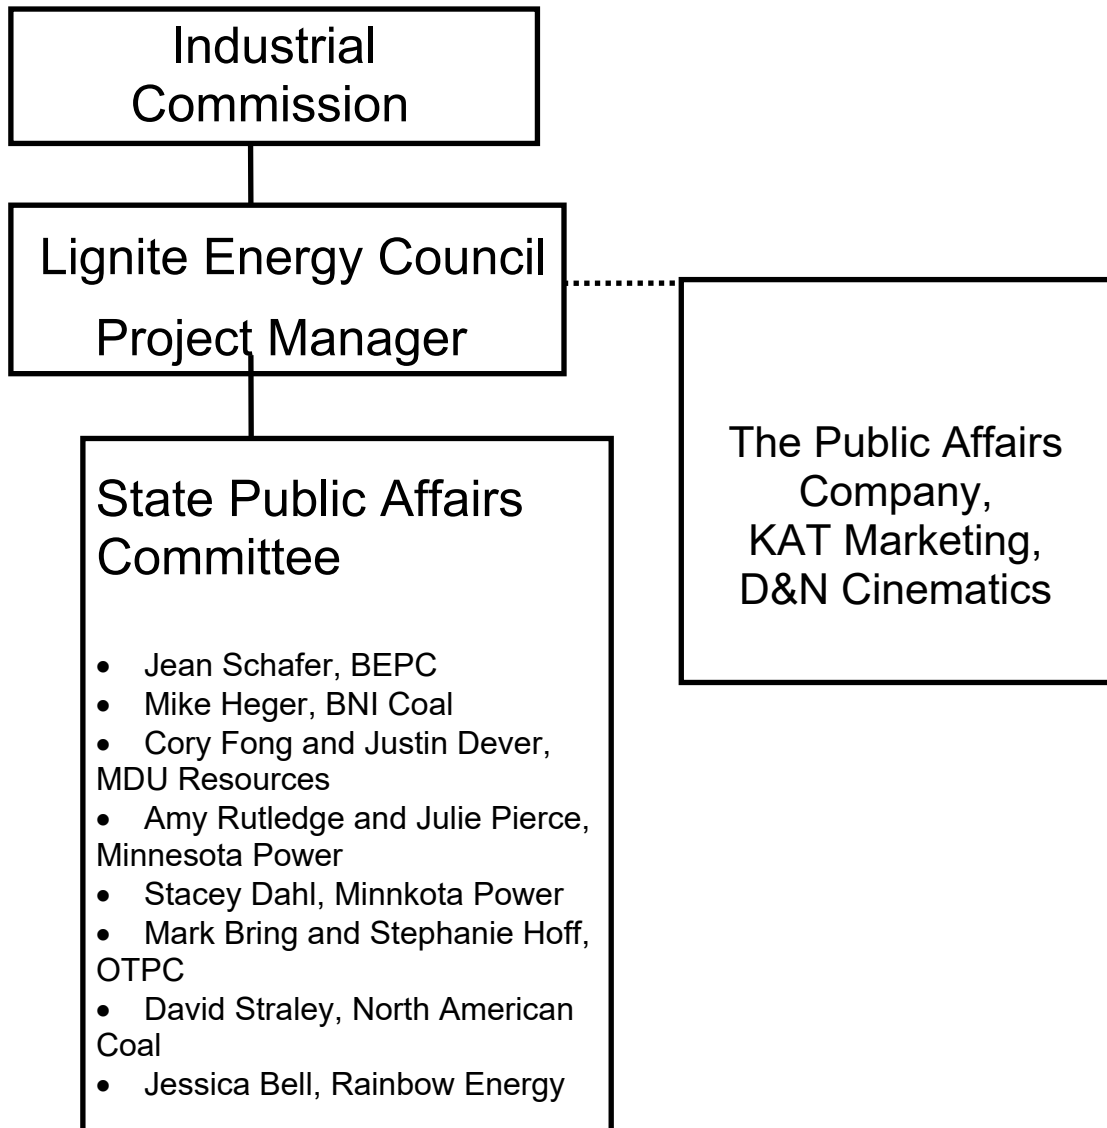 Industrial
Commission
Lignite Energy Council
Project Manager
The Public Affairs
Company,
KAT Marketing,
D&N Cinematics
State Public Affairs
Committee
• Jean Schafer, BEPC
• Mike Heger, BNI Coal
• Cory Fong and Justin Dever,
MDU Resources
• Amy Rutledge and Julie Pierce,
Minnesota Power
• Stacey Dahl, Minnkota Power
• Mark Bring and Stephanie Hoff,
OTPC
• David Straley, North American
Coal
• Jessica Bell, Rainbow Energy